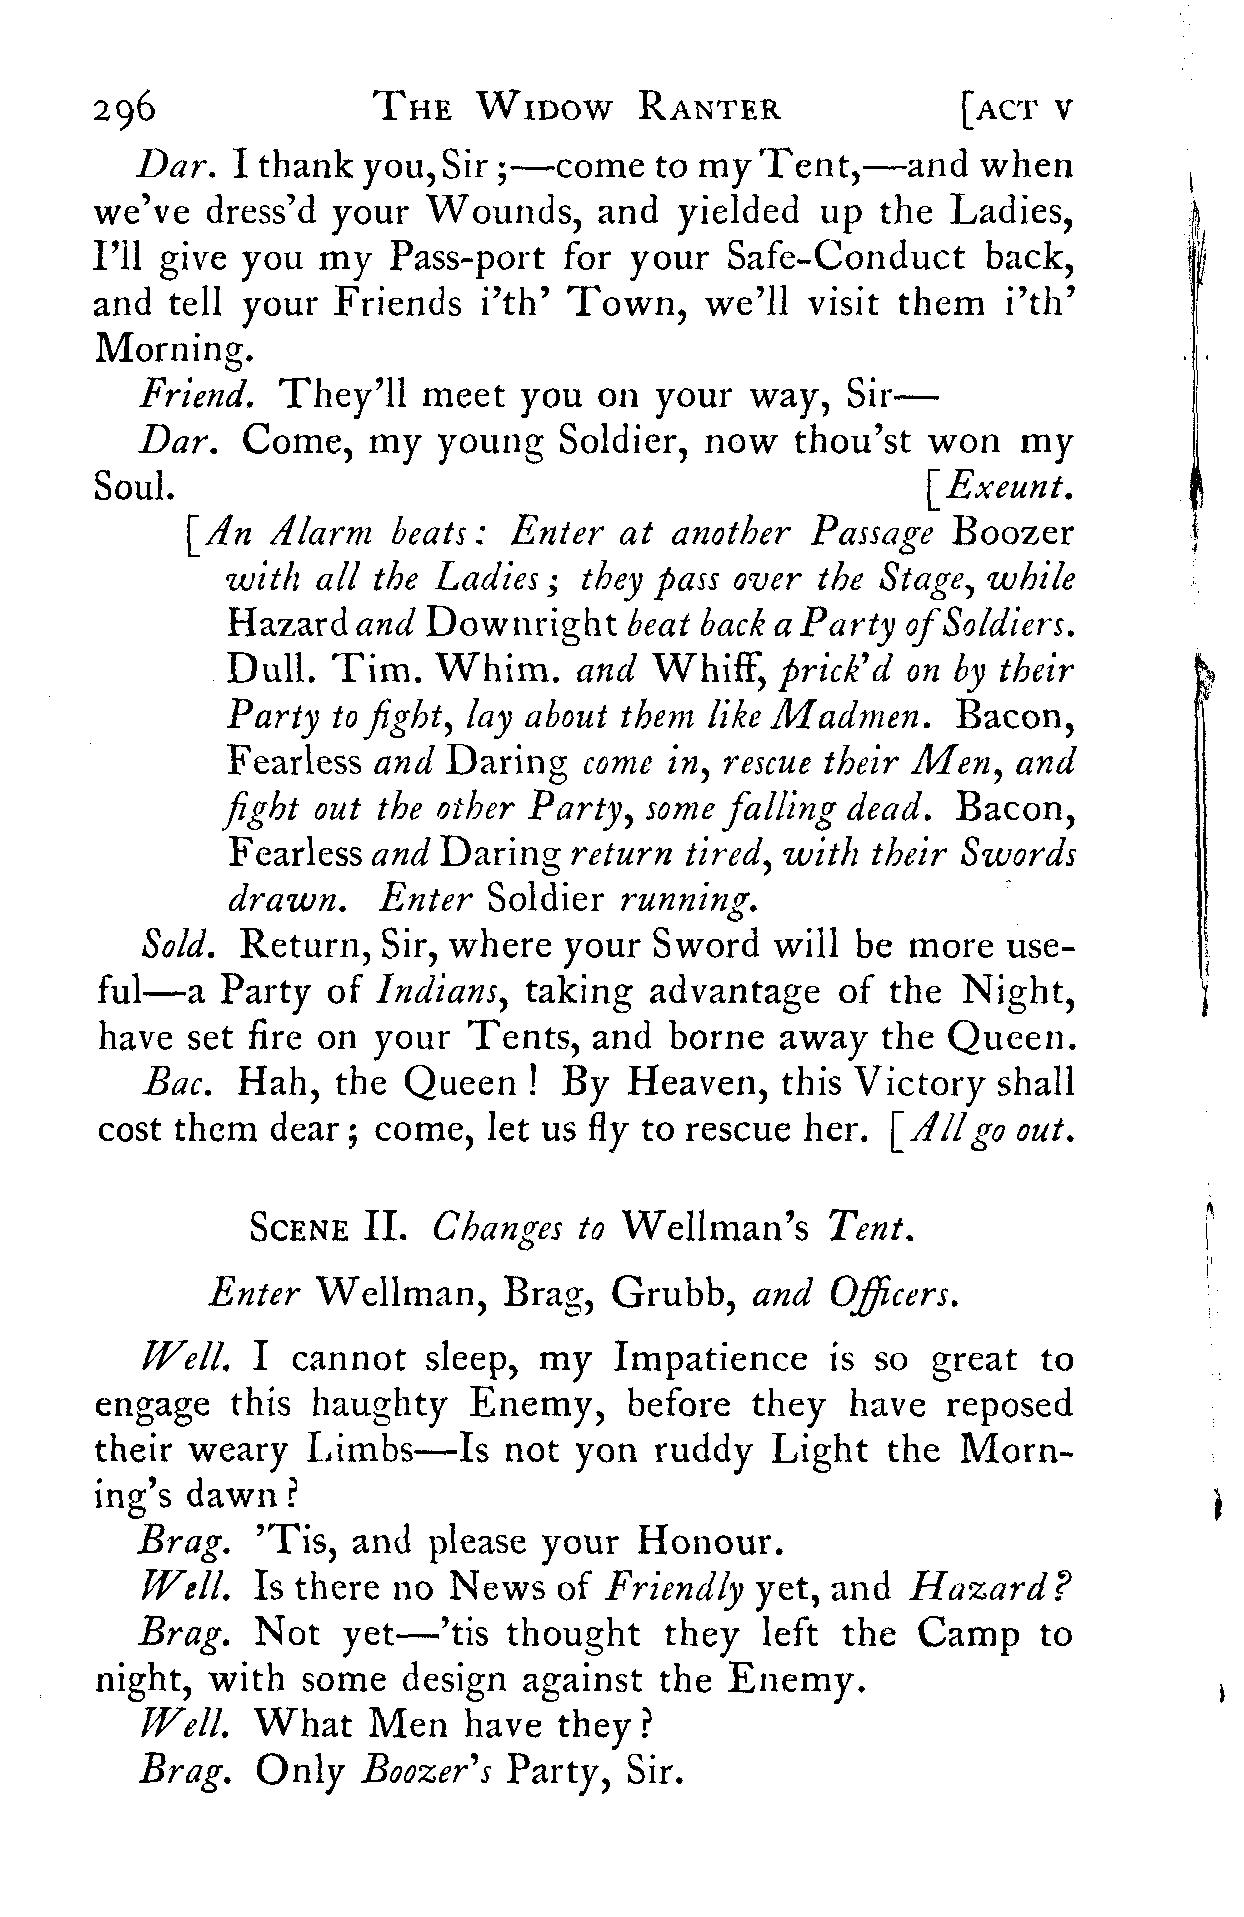 296 THE WIDOW RANTER [ACT V
Dar. I thank you, Sir ;—come to my Tent,—and when
we've dress'd your Wounds, and yielded up the Ladies,
I'll give you my Pass-port for your Safe-Conduct back,
and tell your Friends i'th' Town, we'll visit them i'th'
Morning.
Friend. They'll meet you on your way, Sir—
Dar. Come, my young Soldier, now thou'st won my
Soul. [Exeunt.
[An Alarm beats: Enter at another Passage Boozer
with all the Ladies; they pass over the Stage, while
Hazard and Downright beat back a Party of Soldiers.
Dull. Tim. Whim. and Whiff, prick'd on by their
Party to fight, lay about them like Madmen. Bacon,
Fearless and Daring come in, rescue their Men, and
fight out the other Party, some falling dead. Bacon,
Fearless and Daring return tired, with their Swords
drawn. Enter Soldier running.
Sold. Return, Sir, where your Sword will be more use-
ful—a Party of Indians, taking advantage of the Night,
have set fire on your Tents, and borne away the Queen.
Bac. Hah, the Queen ! By Heaven, this Victory shall
cost them dear ; come, let us fly to rescue her. [All go out.
SCENE II. Changes to Wellman's Tent.
Enter Wellman, Brag, Grubb, and Officers.
Well. I cannot sleep, my Impatience is so great to
engage this haughty Enemy, before they have reposed
their weary Limbs—Is not yon ruddy Light the Morn-
ing's dawn ?
Brag. 'Tis, and please your Honour.
Well. Is there no News of Friendly yet, and Hazard?
Brag. Not yet—'tis thought they left the Camp to
night, with some design against the Enemy.
Well. What Men have they ?
Brag. Only Boozer's Party, Sir.